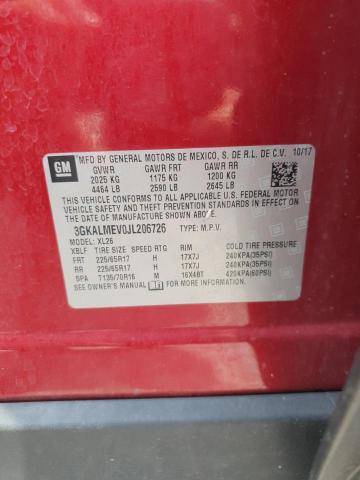 GM
MFD BY GENERAL MOTORS DE MEXICO, S. DE R.L. DE C.V. 10/17
GVWR GAWR FRT GAWR RR
2025 KG 1175 KG 1200 KG
4464 LB 2590 LB 2645 LB
THIS VEHICLE CONFORMS TO ALL APPLICABLE U.S. FEDERAL MOTOR
VEHICLE SAFETY AND THEFT PREVENTION STANDARDS IN EFFECT ON
THE DATE OF MANUFACTURE SHOWN ABOVE.
3GKALMEV0JL206726 TYPE: M.P.V.
MODEL: XL26
XBLF TIRE SIZE SPEED RTG RIM COLD TIRE PRESSURE
FRT 225/65R17 H 17X7J 240KPA(35PSI)
RR 225/65R17 H 17X7J 240KPA(35PSI)
SPA T135/70R16 M 16X4BT 420KPA(60PSI)
SEE OWNER'S MANUAL FOR MORE INFORMATION.